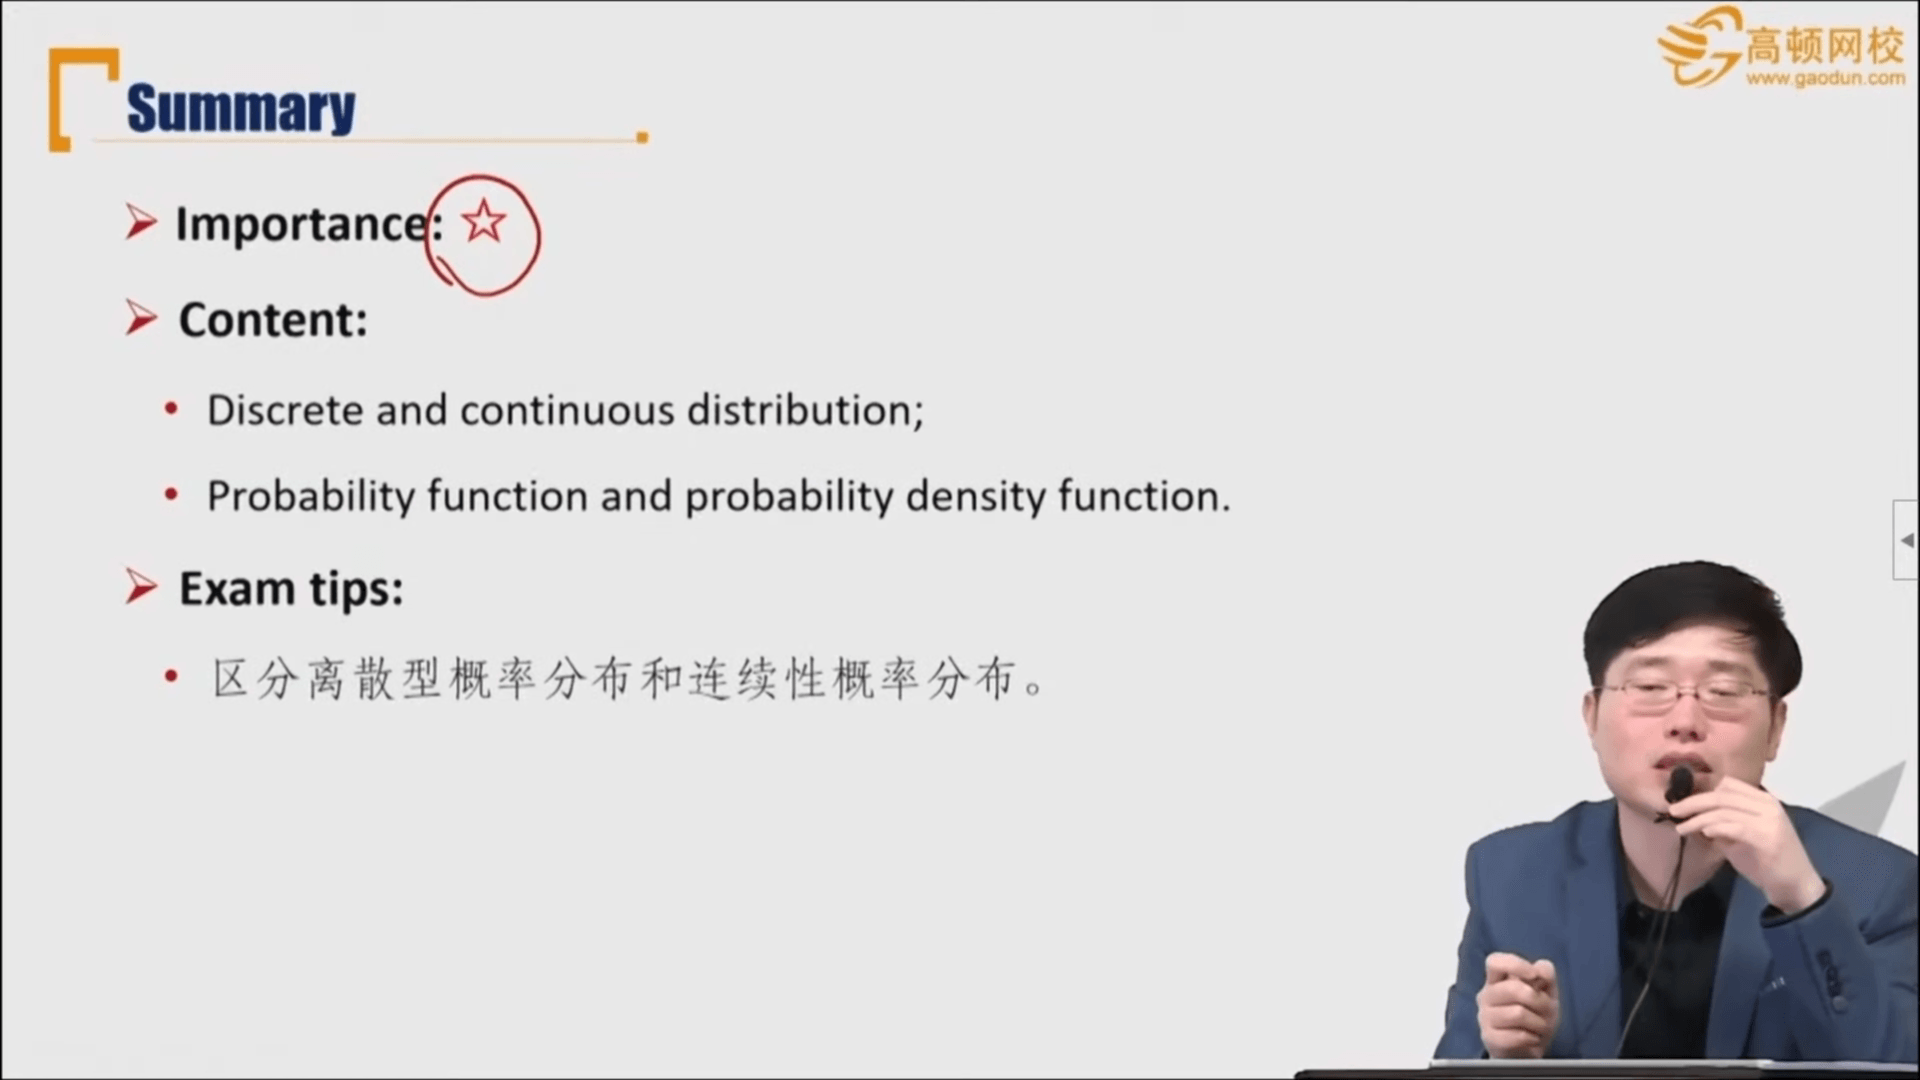 高顿网校
www.gaodun.com
Summary
Importance: ☆
Content:
Discrete and continuous distribution;
Probability function and probability density function.
Exam tips:
区分离散型概率分布和连续性概率分布。